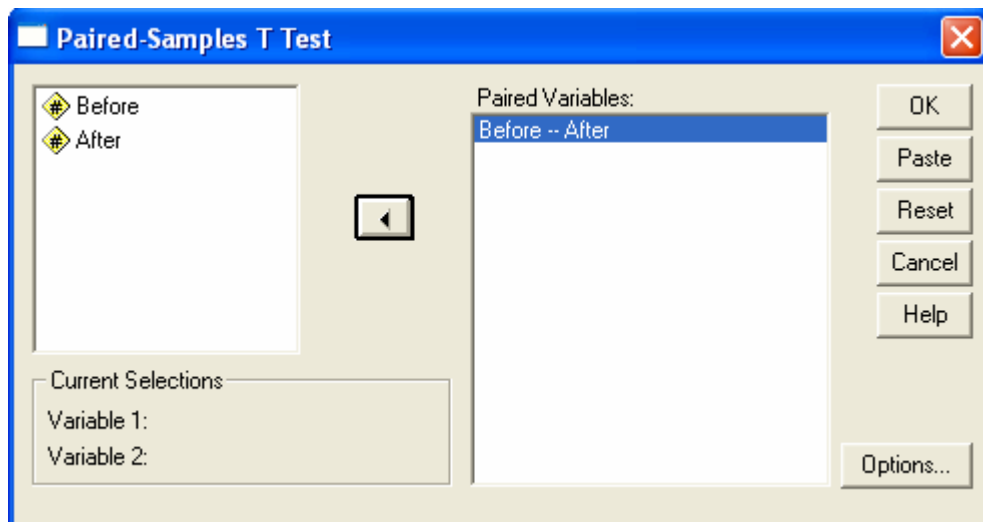 Paired-Samples T Test
Before
After
Paired Variables:
Before -- After
OK
Paste
Reset
Cancel
Help
Current Selections
Variable 1:
Variable 2:
Options...